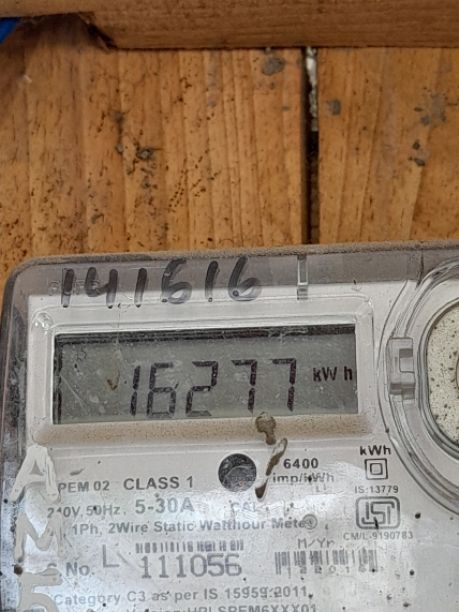 141616
16277 kWh
PEM 02 CLASS 1
6400
imp/kWh
kWh
IS:13779
240V, 50Hz. 5-30A
1Ph, 2Wire Static Watthour Meter
CM/L-9190783
S.No. L 111056
M/Yr
Category C3 as per IS 15959:2011